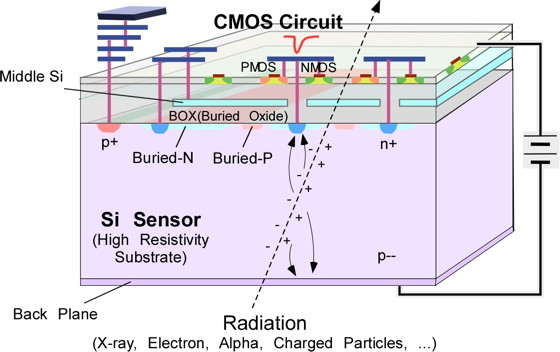 CMOS Circuit
PMOS
NMOS
Middle Si
BOX(Buried Oxide)
p+
n+
Buried-N
Buried-P
- +
- +
- +
- +
- +
Si Sensor
(High Resistivity
Substrate)
p--
Back Plane
Radiation
(X-ray, Electron, Alpha, Charged Particles, ...)